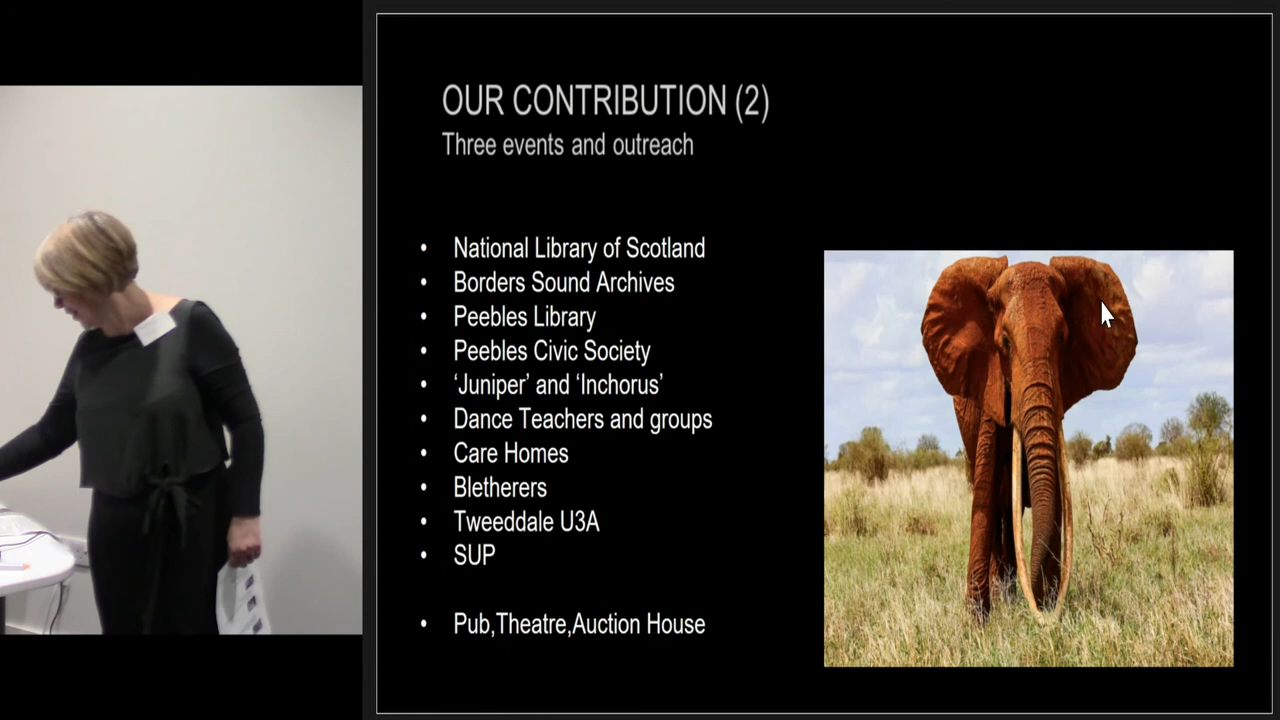 OUR CONTRIBUTION (2)
Three events and outreach
• National Library of Scotland
• Borders Sound Archives
• Peebles Library
• Peebles Civic Society
• ‘Juniper’ and ‘Inchorus’
• Dance Teachers and groups
• Care Homes
• Bletherers
• Tweeddale U3A
• SUP
• Pub,Theatre,Auction House